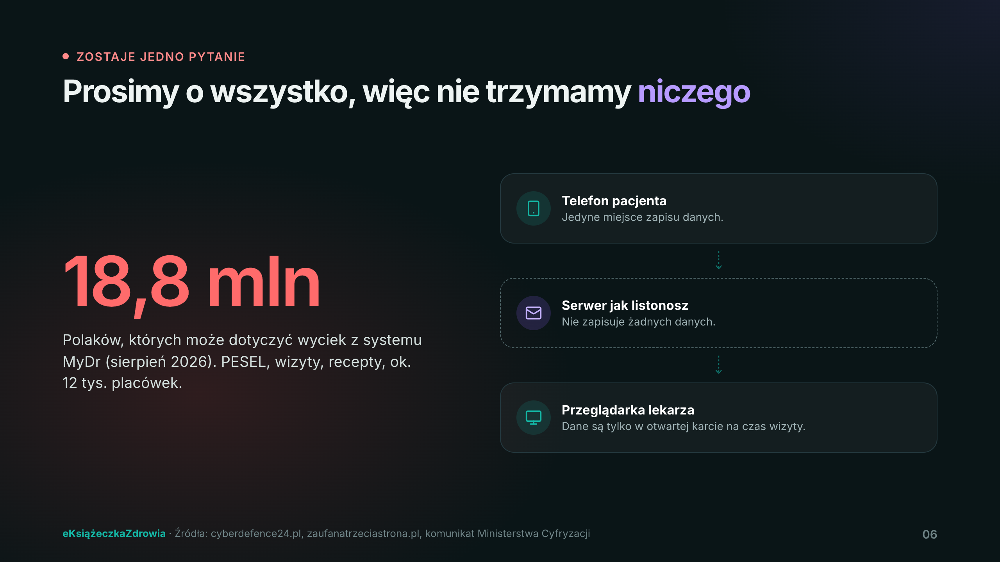 ZOSTAJE JEDNO PYTANIE
Prosimy o wszystko, więc nie trzymamy niczego
18,8 mln
Polaków, których może dotyczyć wyciek z systemu
MyDr (sierpień 2026). PESEL, wizyty, recepty, ok.
12 tys. placówek.
Telefon pacjenta
Jedyne miejsce zapisu danych.
Serwer jak listonosz
Nie zapisuje żadnych danych.
Przeglądarka lekarza
Dane są tylko w otwartej karcie na czas wizyty.
eKsiążeczkaZdrowia · Źródła: cyberdefence24.pl, zaufanatrzeciastrona.pl, komunikat Ministerstwa Cyfryzacji
06